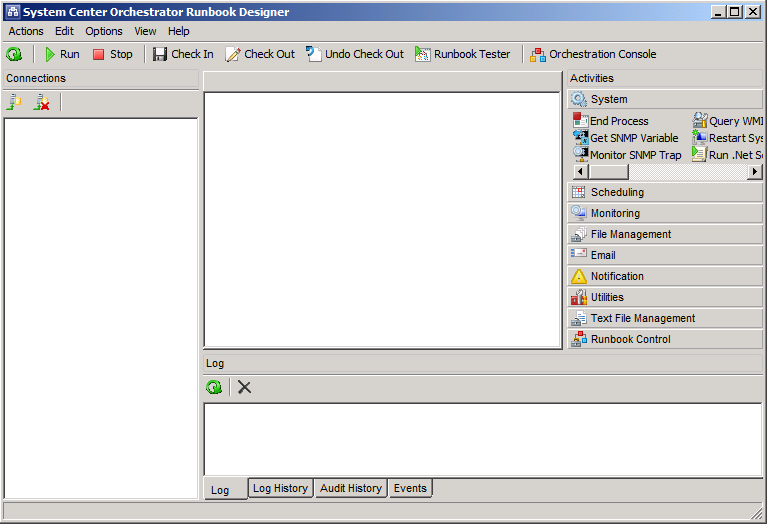 System Center Orchestrator Runbook Designer
Actions Edit Options View Help
Run Stop Check In Check Out Undo Check Out Runbook Tester Orchestration Console
Connections
Activities
System
End Process Query WMI
Get SNMP Variable Restart Sys
Monitor SNMP Trap Run .Net S
Scheduling
Monitoring
File Management
Email
Notification
Utilities
Text File Management
Runbook Control
Log
Log Log History Audit History Events